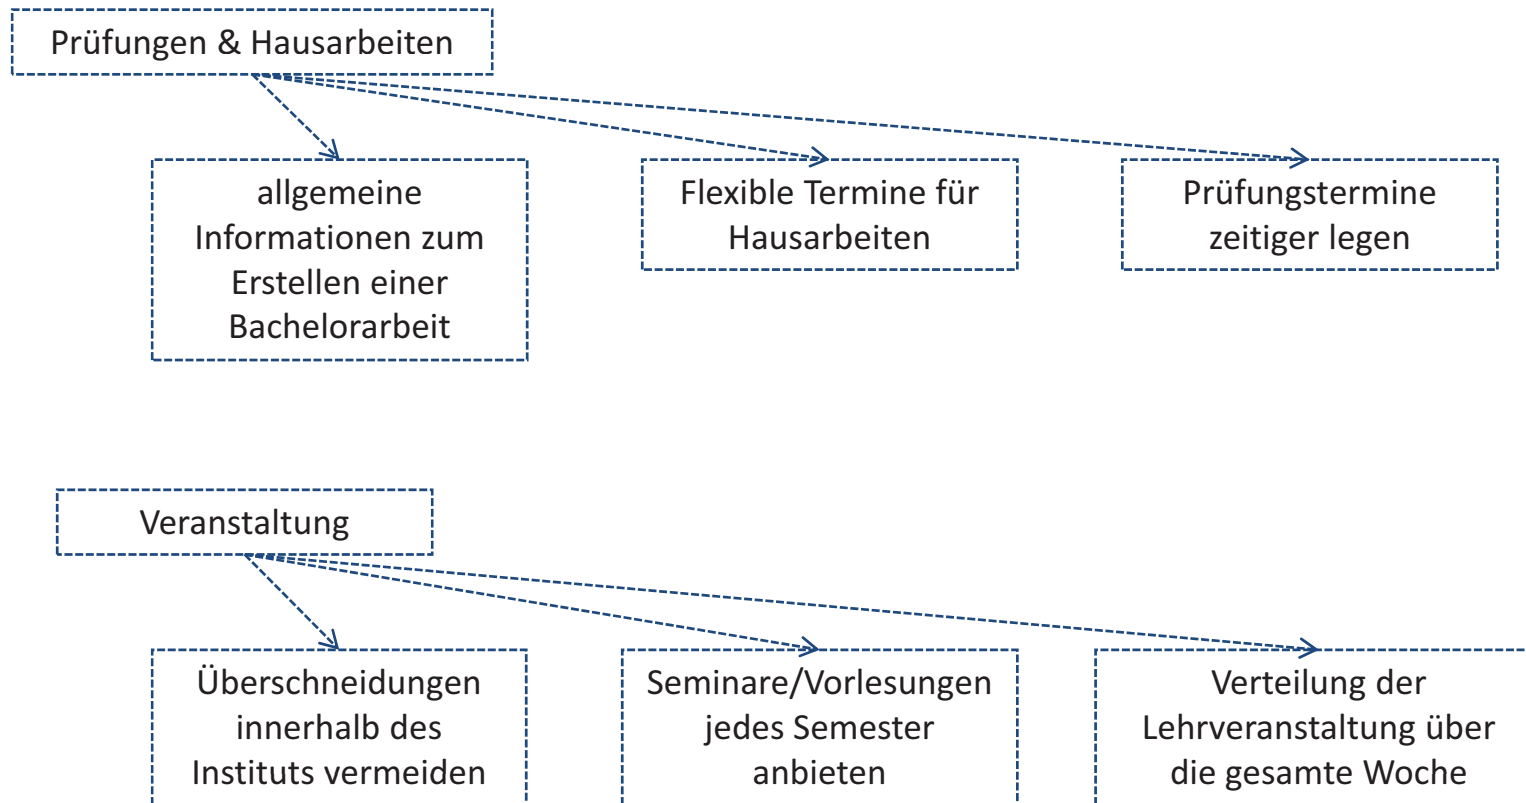 Prüfungen & Hausarbeiten
allgemeine
Informationen zum
Erstellen einer
Bachelorarbeit
Flexible Termine für
Hausarbeiten
Prüfungstermine
zeitiger legen
Veranstaltung
Überschneidungen
innerhalb des
Instituts vermeiden
Seminare/Vorlesungen
jedes Semester
anbieten
Verteilung der
Lehrveranstaltung über
die gesamte Woche